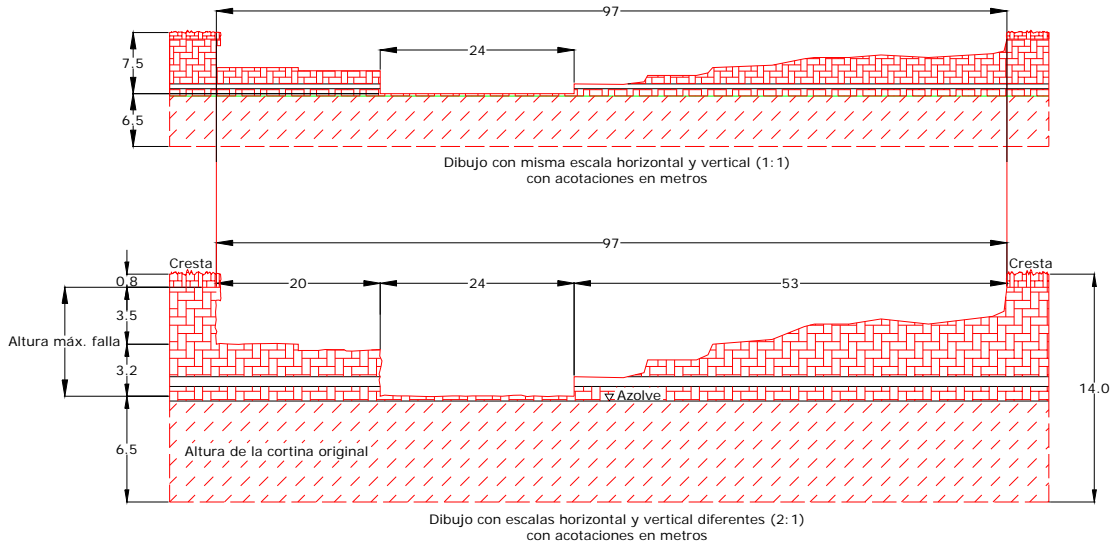 97
24
7.5
6.5
Dibujo con misma escala horizontal y vertical (1:1)
con acotaciones en metros
97
Cresta
Cresta
0.8
20
24
53
3.5
Altura máx. falla
3.2
14.0
Azolve
6.5
Altura de la cortina original
Dibujo con escalas horizontal y vertical diferentes (2:1)
con acotaciones en metros